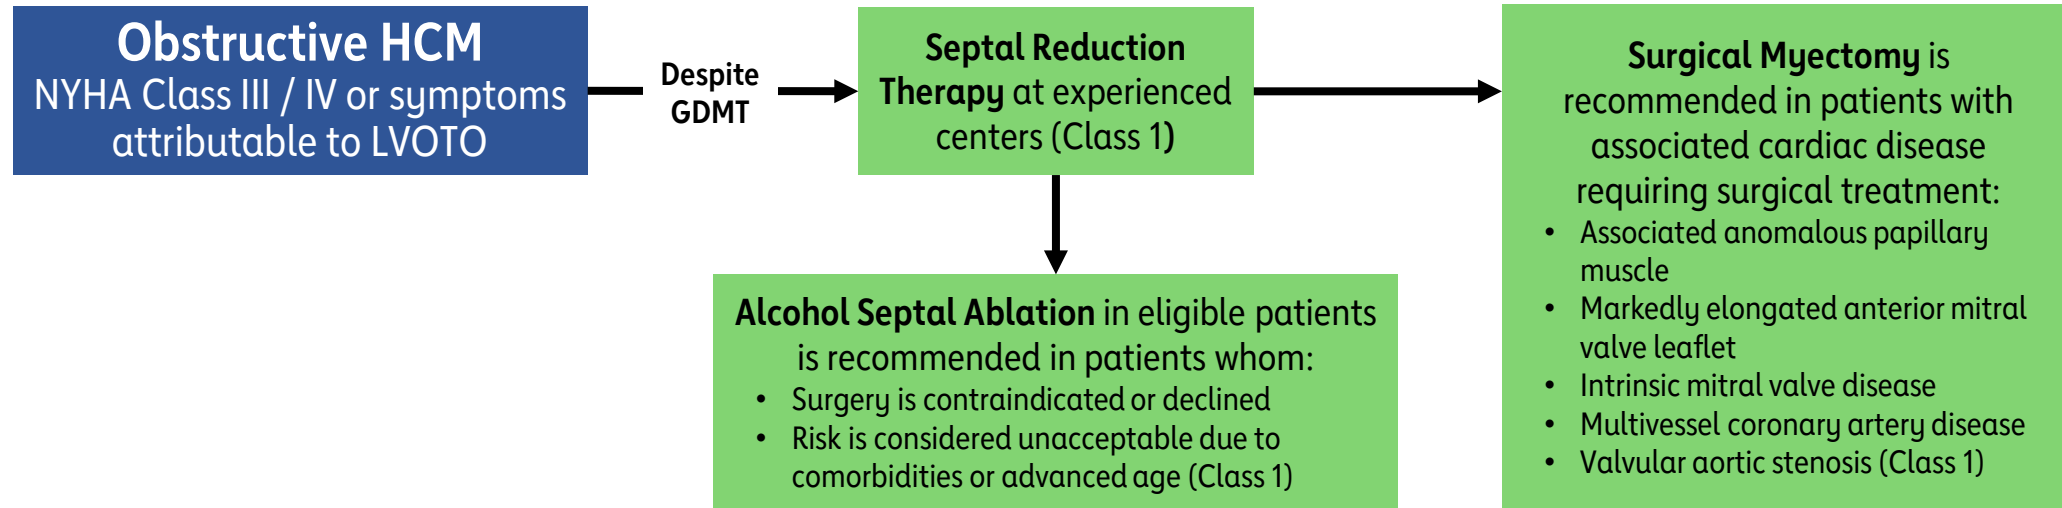 Obstructive HCM
NYHA Class III / IV or symptoms
attributable to LVOTO
Despite
GDMT
Septal Reduction
Therapy at experienced
centers (Class 1)
Surgical Myectomy is
recommended in patients with
associated cardiac disease
requiring surgical treatment:
• Associated anomalous papillary
muscle
• Markedly elongated anterior mitral
valve leaflet
• Intrinsic mitral valve disease
• Multivessel coronary artery disease
• Valvular aortic stenosis (Class 1)
Alcohol Septal Ablation in eligible patients
is recommended in patients whom:
• Surgery is contraindicated or declined
• Risk is considered unacceptable due to
comorbidities or advanced age (Class 1)